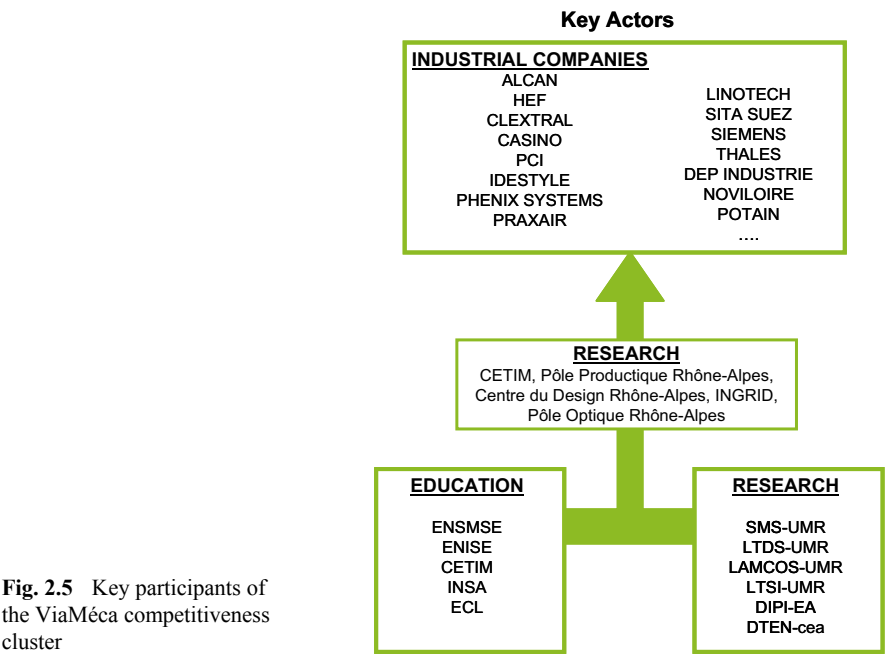 Key Actors
INDUSTRIAL COMPANIES
ALCAN
HEF
CLEXTRAL
CASINO
PCI
IDESTYLE
PHENIX SYSTEMS
PRAXAIR
LINOTECH
SITA SUEZ
SIEMENS
THALES
DEP INDUSTRIE
NOVILOIRE
POTAIN
....
RESEARCH
CETIM, Pôle Productique Rhône-Alpes,
Centre du Design Rhône-Alpes, INGRID,
Pôle Optique Rhône-Alpes
EDUCATION
ENSMSE
ENISE
CETIM
INSA
ECL
RESEARCH
SMS-UMR
LTDS-UMR
LAMCOS-UMR
LTSI-UMR
DIPI-EA
DTEN-cea
Fig. 2.5 Key participants of
the ViaMéca competitiveness
cluster